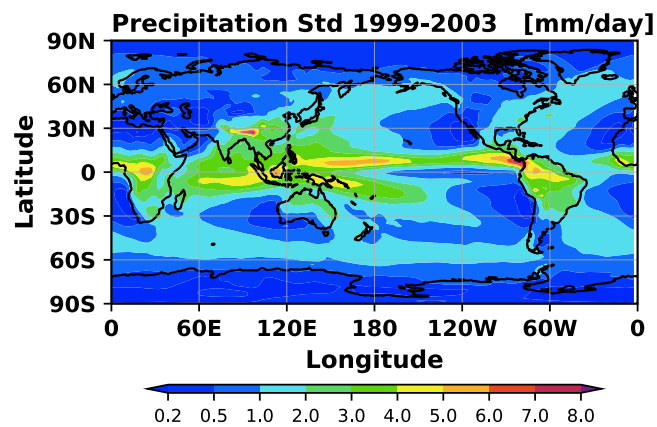 Precipitation Std 1999-2003 [mm/day]
90N
60N
30N
0
30S
60S
90S
Latitude
0 60E 120E 180 120W 60W 0
Longitude
0.2 0.5 1.0 2.0 3.0 4.0 5.0 6.0 7.0 8.0